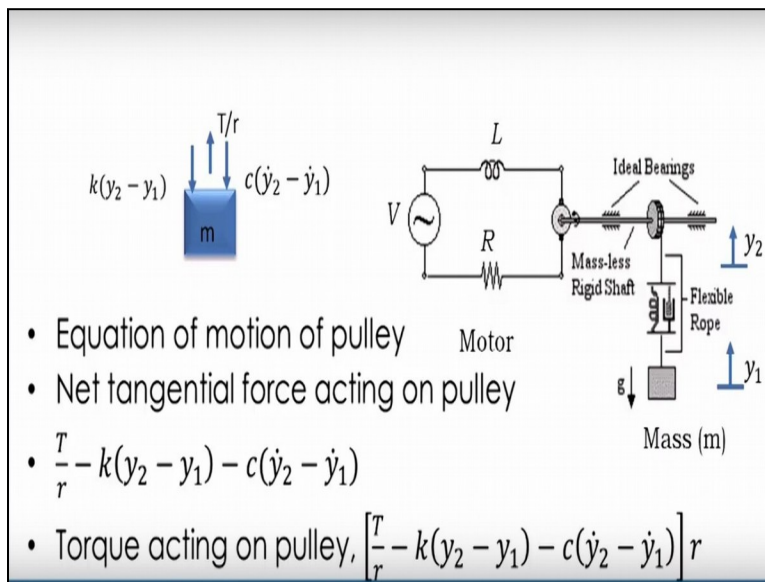 T/r
k(y₂ − y₁)
c(ẏ₂ − ẏ₁)
m
L
V
R
Ideal Bearings
Mass-less
Rigid Shaft
y₂
Flexible
Rope
Motor
g
y₁
Mass (m)
• Equation of motion of pulley
• Net tangential force acting on pulley
• T/r − k(y₂ − y₁) − c(ẏ₂ − ẏ₁)
• Torque acting on pulley, [T/r − k(y₂ − y₁) − c(ẏ₂ − ẏ₁)] r